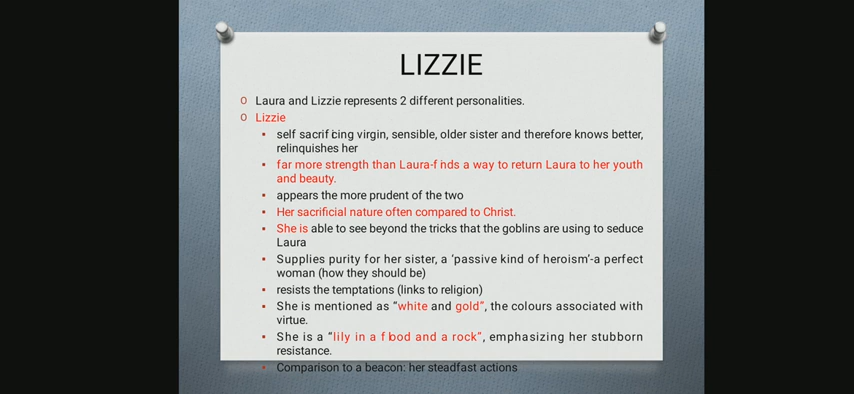 LIZZIE
o Laura and Lizzie represents 2 different personalities.
o Lizzie
▪ self sacrif cing virgin, sensible, older sister and therefore knows better,
relinquishes her
▪ far more strength than Laura-f nds a way to return Laura to her youth
and beauty.
▪ appears the more prudent of the two
▪ Her sacrificial nature often compared to Christ.
▪ She is able to see beyond the tricks that the goblins are using to seduce
Laura
▪ Supplies purity for her sister, a ‘passive kind of heroism’-a perfect
woman (how they should be)
▪ resists the temptations (links to religion)
▪ She is mentioned as “white and gold”, the colours associated with
virtue.
▪ She is a “lily in a f ood and a rock”, emphasizing her stubborn
resistance.
▪ Comparison to a beacon: her steadfast actions